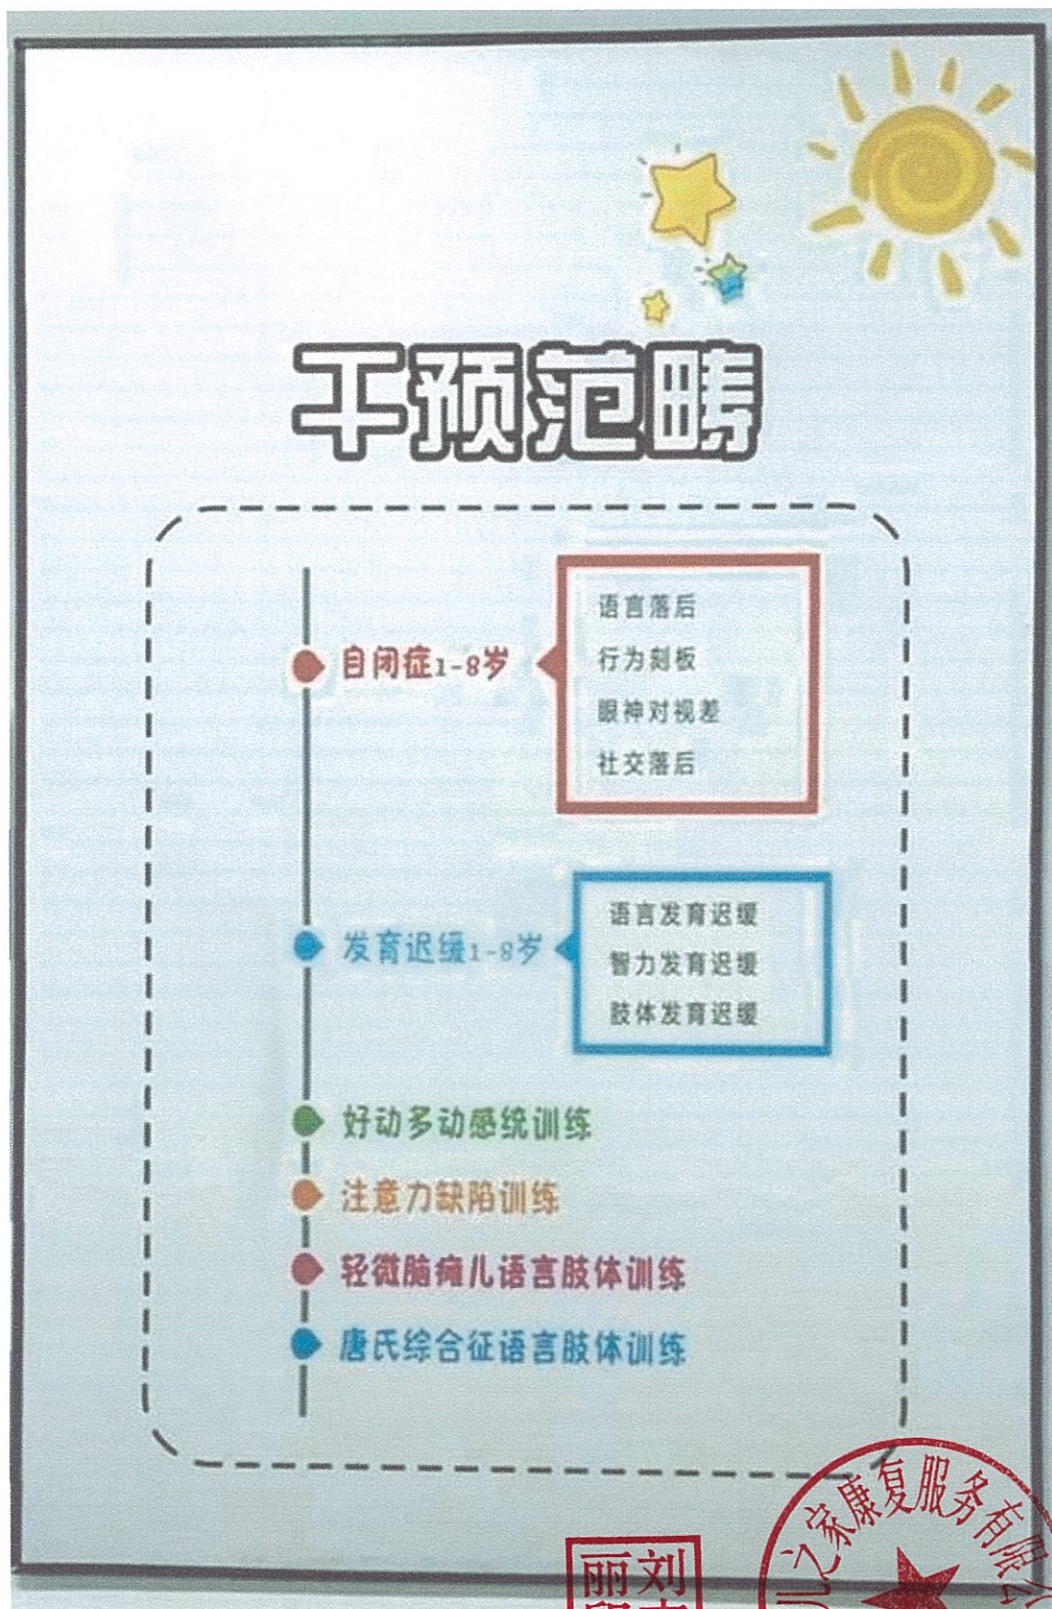 干预范畴
自闭症1-8岁
语言落后
行为刻板
眼神对视差
社交落后
发育迟缓1-8岁
语言发育迟缓
智力发育迟缓
肢体发育迟缓
好动多动感统训练
注意力缺陷训练
轻微脑瘫儿语言肢体训练
唐氏综合征语言肢体训练
儿之家康复服务有限公
刘
丽